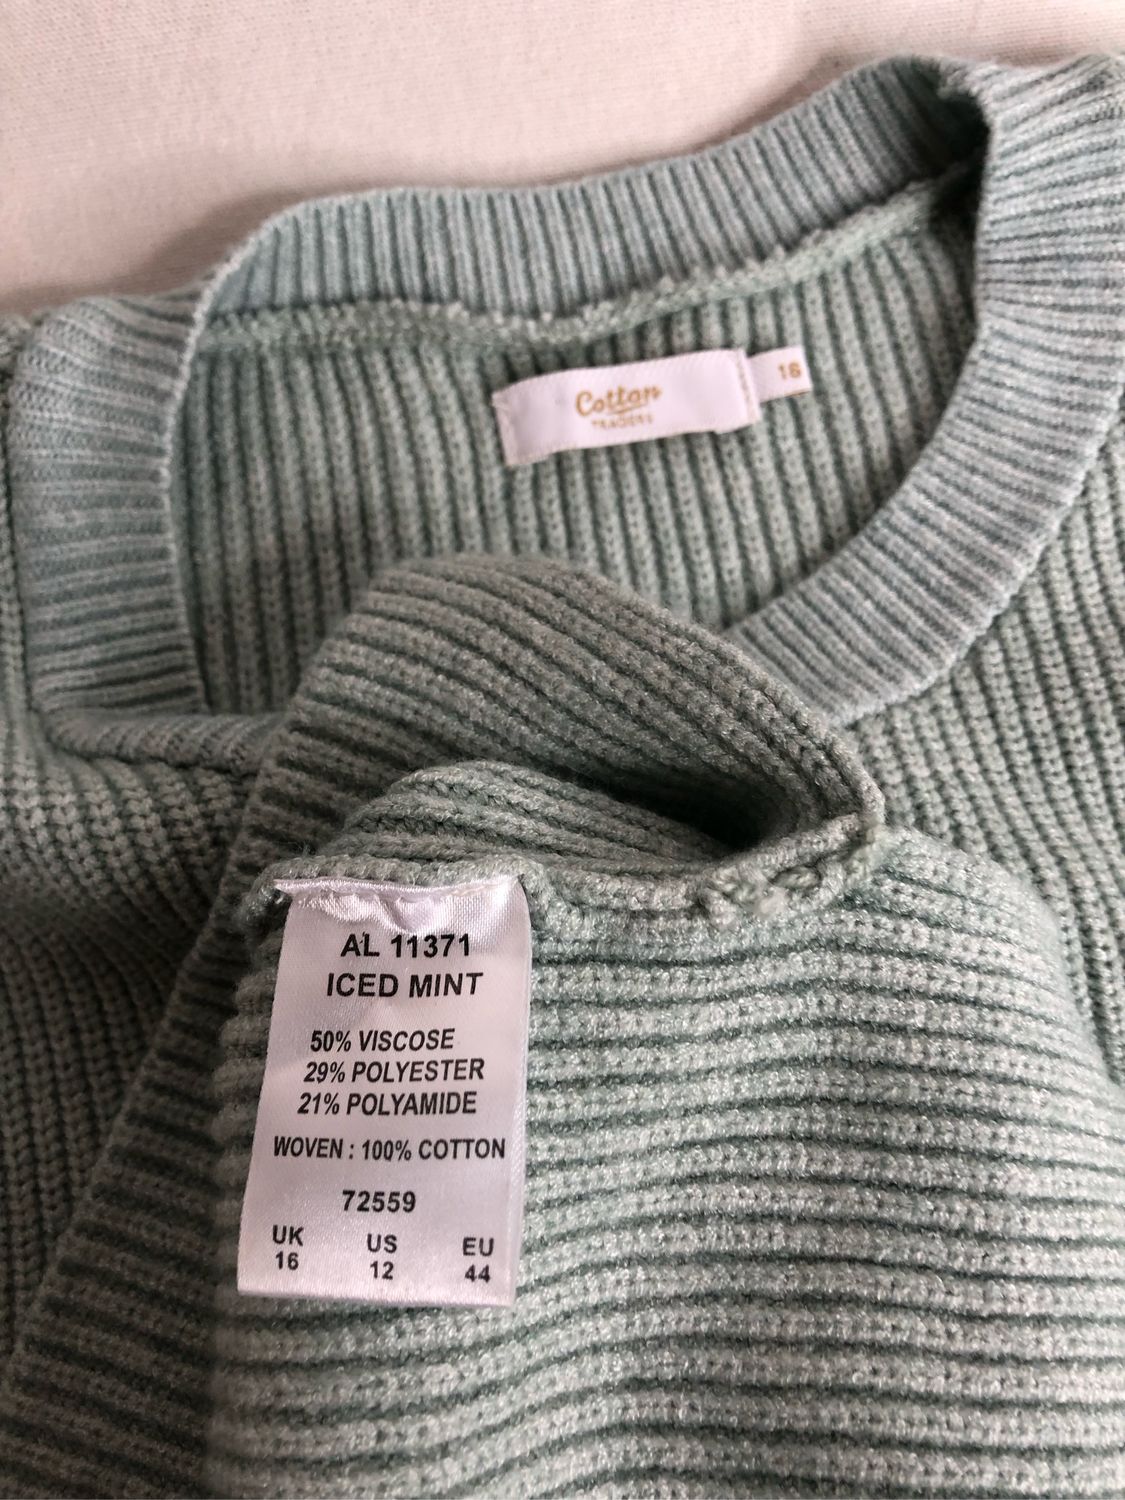 Cotton
TRADERS
16
AL 11371
ICED MINT
50% VISCOSE
29% POLYESTER
21% POLYAMIDE
WOVEN : 100% COTTON
72559
UK US EU
16 12 44